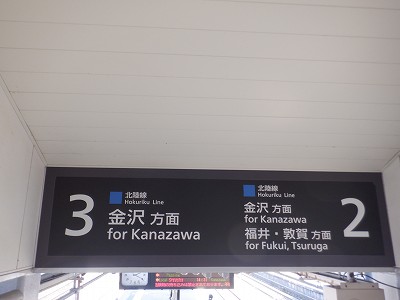 3
北陸線
Hokuriku Line
金沢 方面
for Kanazawa
北陸線
Hokuriku Line
金沢 方面
for Kanazawa
福井・敦賀 方面
for Fukui, Tsuruga
2